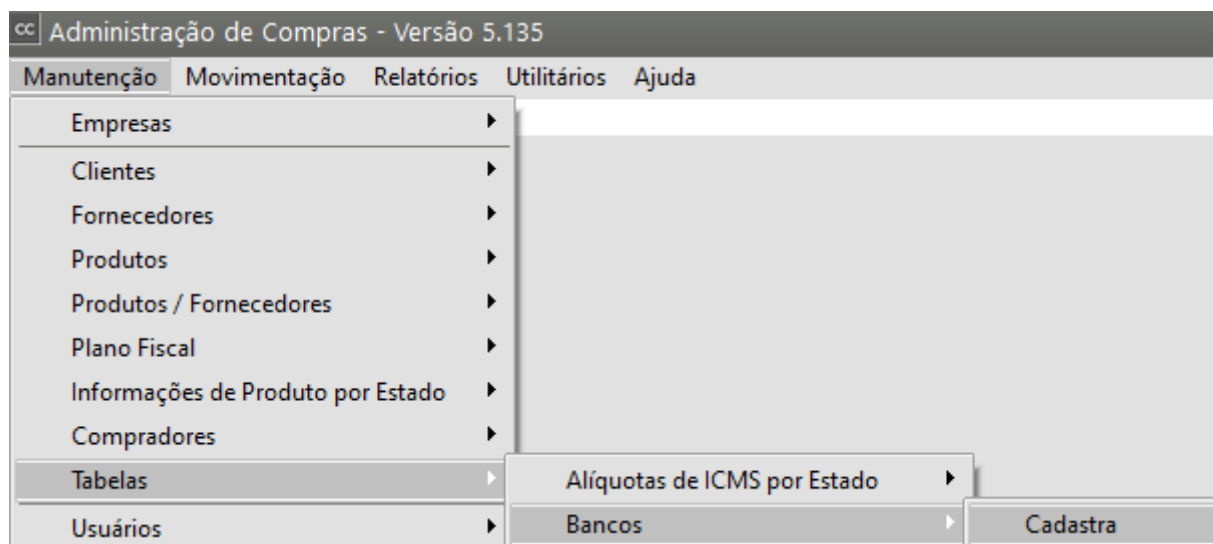 cc Administração de Compras - Versão 5.135
Manutenção Movimentação Relatórios Utilitários Ajuda
Empresas
Clientes
Fornecedores
Produtos
Produtos / Fornecedores
Plano Fiscal
Informações de Produto por Estado
Compradores
Tabelas Alíquotas de ICMS por Estado
Usuários Bancos Cadastra